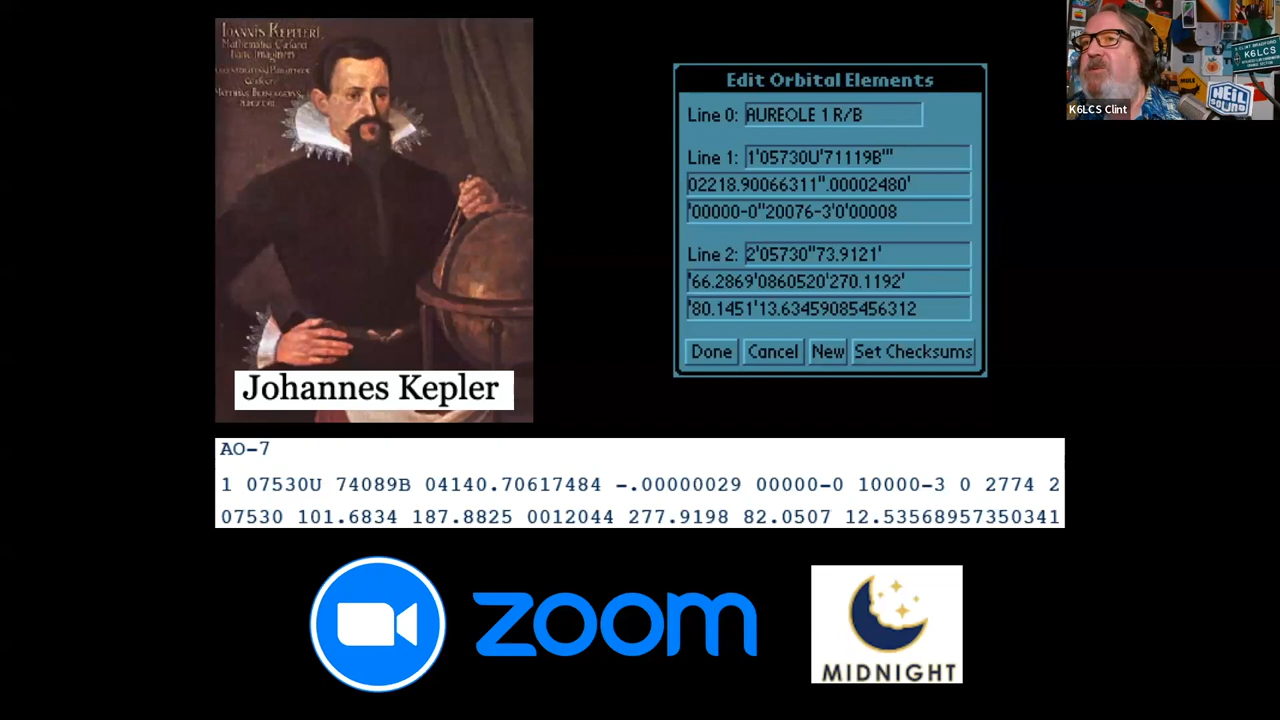 IOANNIS KEPPLERI,
Mathematici Cæsarei
Johannes Kepler
Edit Orbital Elements
Line 0: AUREOLE 1 R/B
Line 1: 1'05730U'71119B'''
02218.90066311''.00002480'
'00000-0''20076-3'0'00008
Line 2: 2'05730''73.9121'
'66.2869'0860520'270.1192'
'80.1451'13.63459085456312
Done Cancel New Set Checksums
K6LCS
HEIL
SOUND
K6LCS Clint
AO-7
1 07530U 74089B 04140.70617484 -.00000029 00000-0 10000-3 0 2774 2
07530 101.6834 187.8825 0012044 277.9198 82.0507 12.53568957350341
zoom
MIDNIGHT